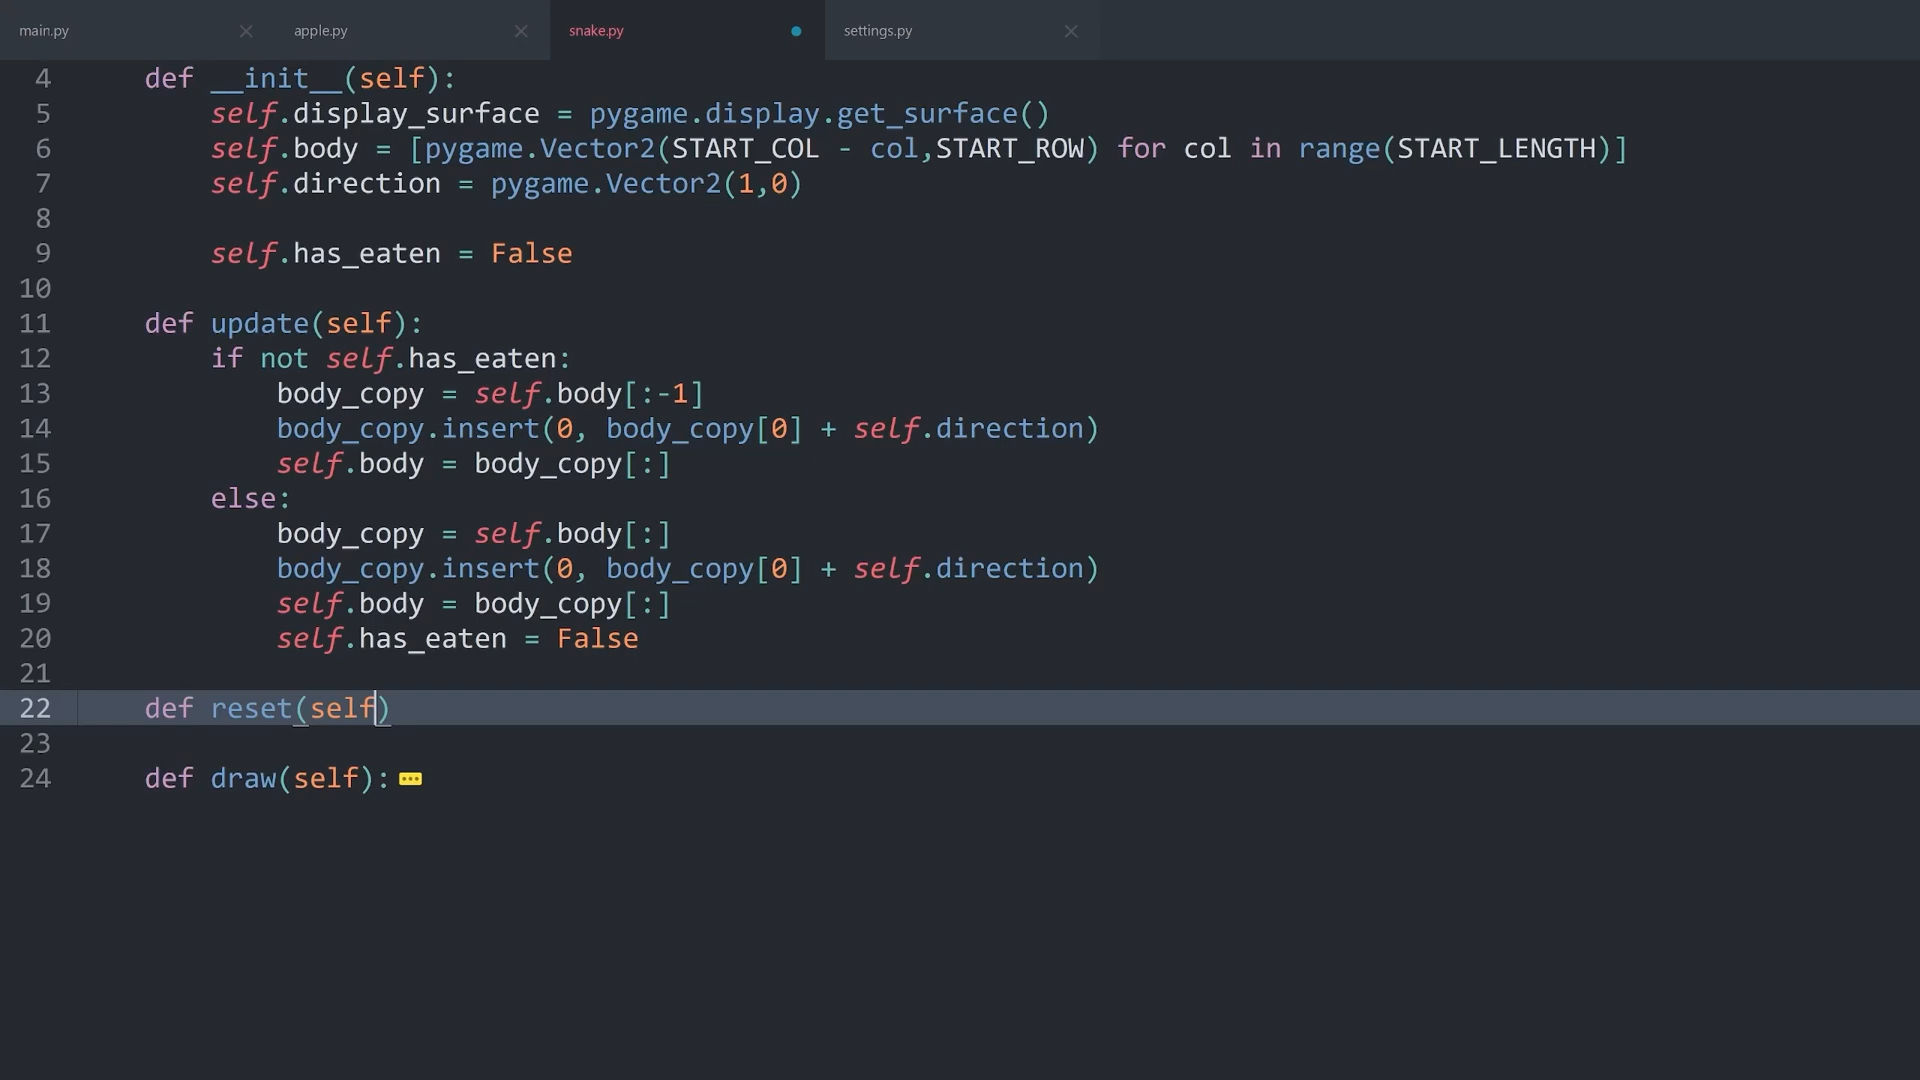 main.py apple.py snake.py settings.py
4 def __init__(self):
5 self.display_surface = pygame.display.get_surface()
6 self.body = [pygame.Vector2(START_COL - col,START_ROW) for col in range(START_LENGTH)]
7 self.direction = pygame.Vector2(1,0)
8
9 self.has_eaten = False
10
11 def update(self):
12 if not self.has_eaten:
13 body_copy = self.body[:-1]
14 body_copy.insert(0, body_copy[0] + self.direction)
15 self.body = body_copy[:]
16 else:
17 body_copy = self.body[:]
18 body_copy.insert(0, body_copy[0] + self.direction)
19 self.body = body_copy[:]
20 self.has_eaten = False
21
22 def reset(self)
23
24 def draw(self):